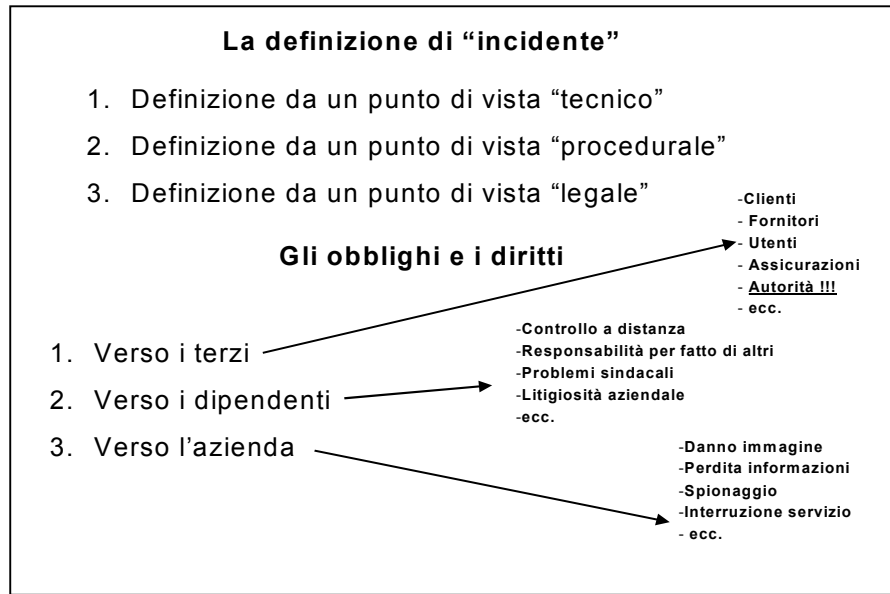 La definizione di “incidente”
1. Definizione da un punto di vista “tecnico”
2. Definizione da un punto di vista “procedurale”
3. Definizione da un punto di vista “legale”
Gli obblighi e i diritti
1. Verso i terzi
-Clienti
- Fornitori
- Utenti
- Assicurazioni
- Autorità !!!
- ecc.
2. Verso i dipendenti
-Controllo a distanza
-Responsabilità per fatto di altri
-Problemi sindacali
-Litigiosità aziendale
-ecc.
3. Verso l’azienda
-Danno immagine
-Perdita informazioni
-Spionaggio
-Interruzione servizio
- ecc.